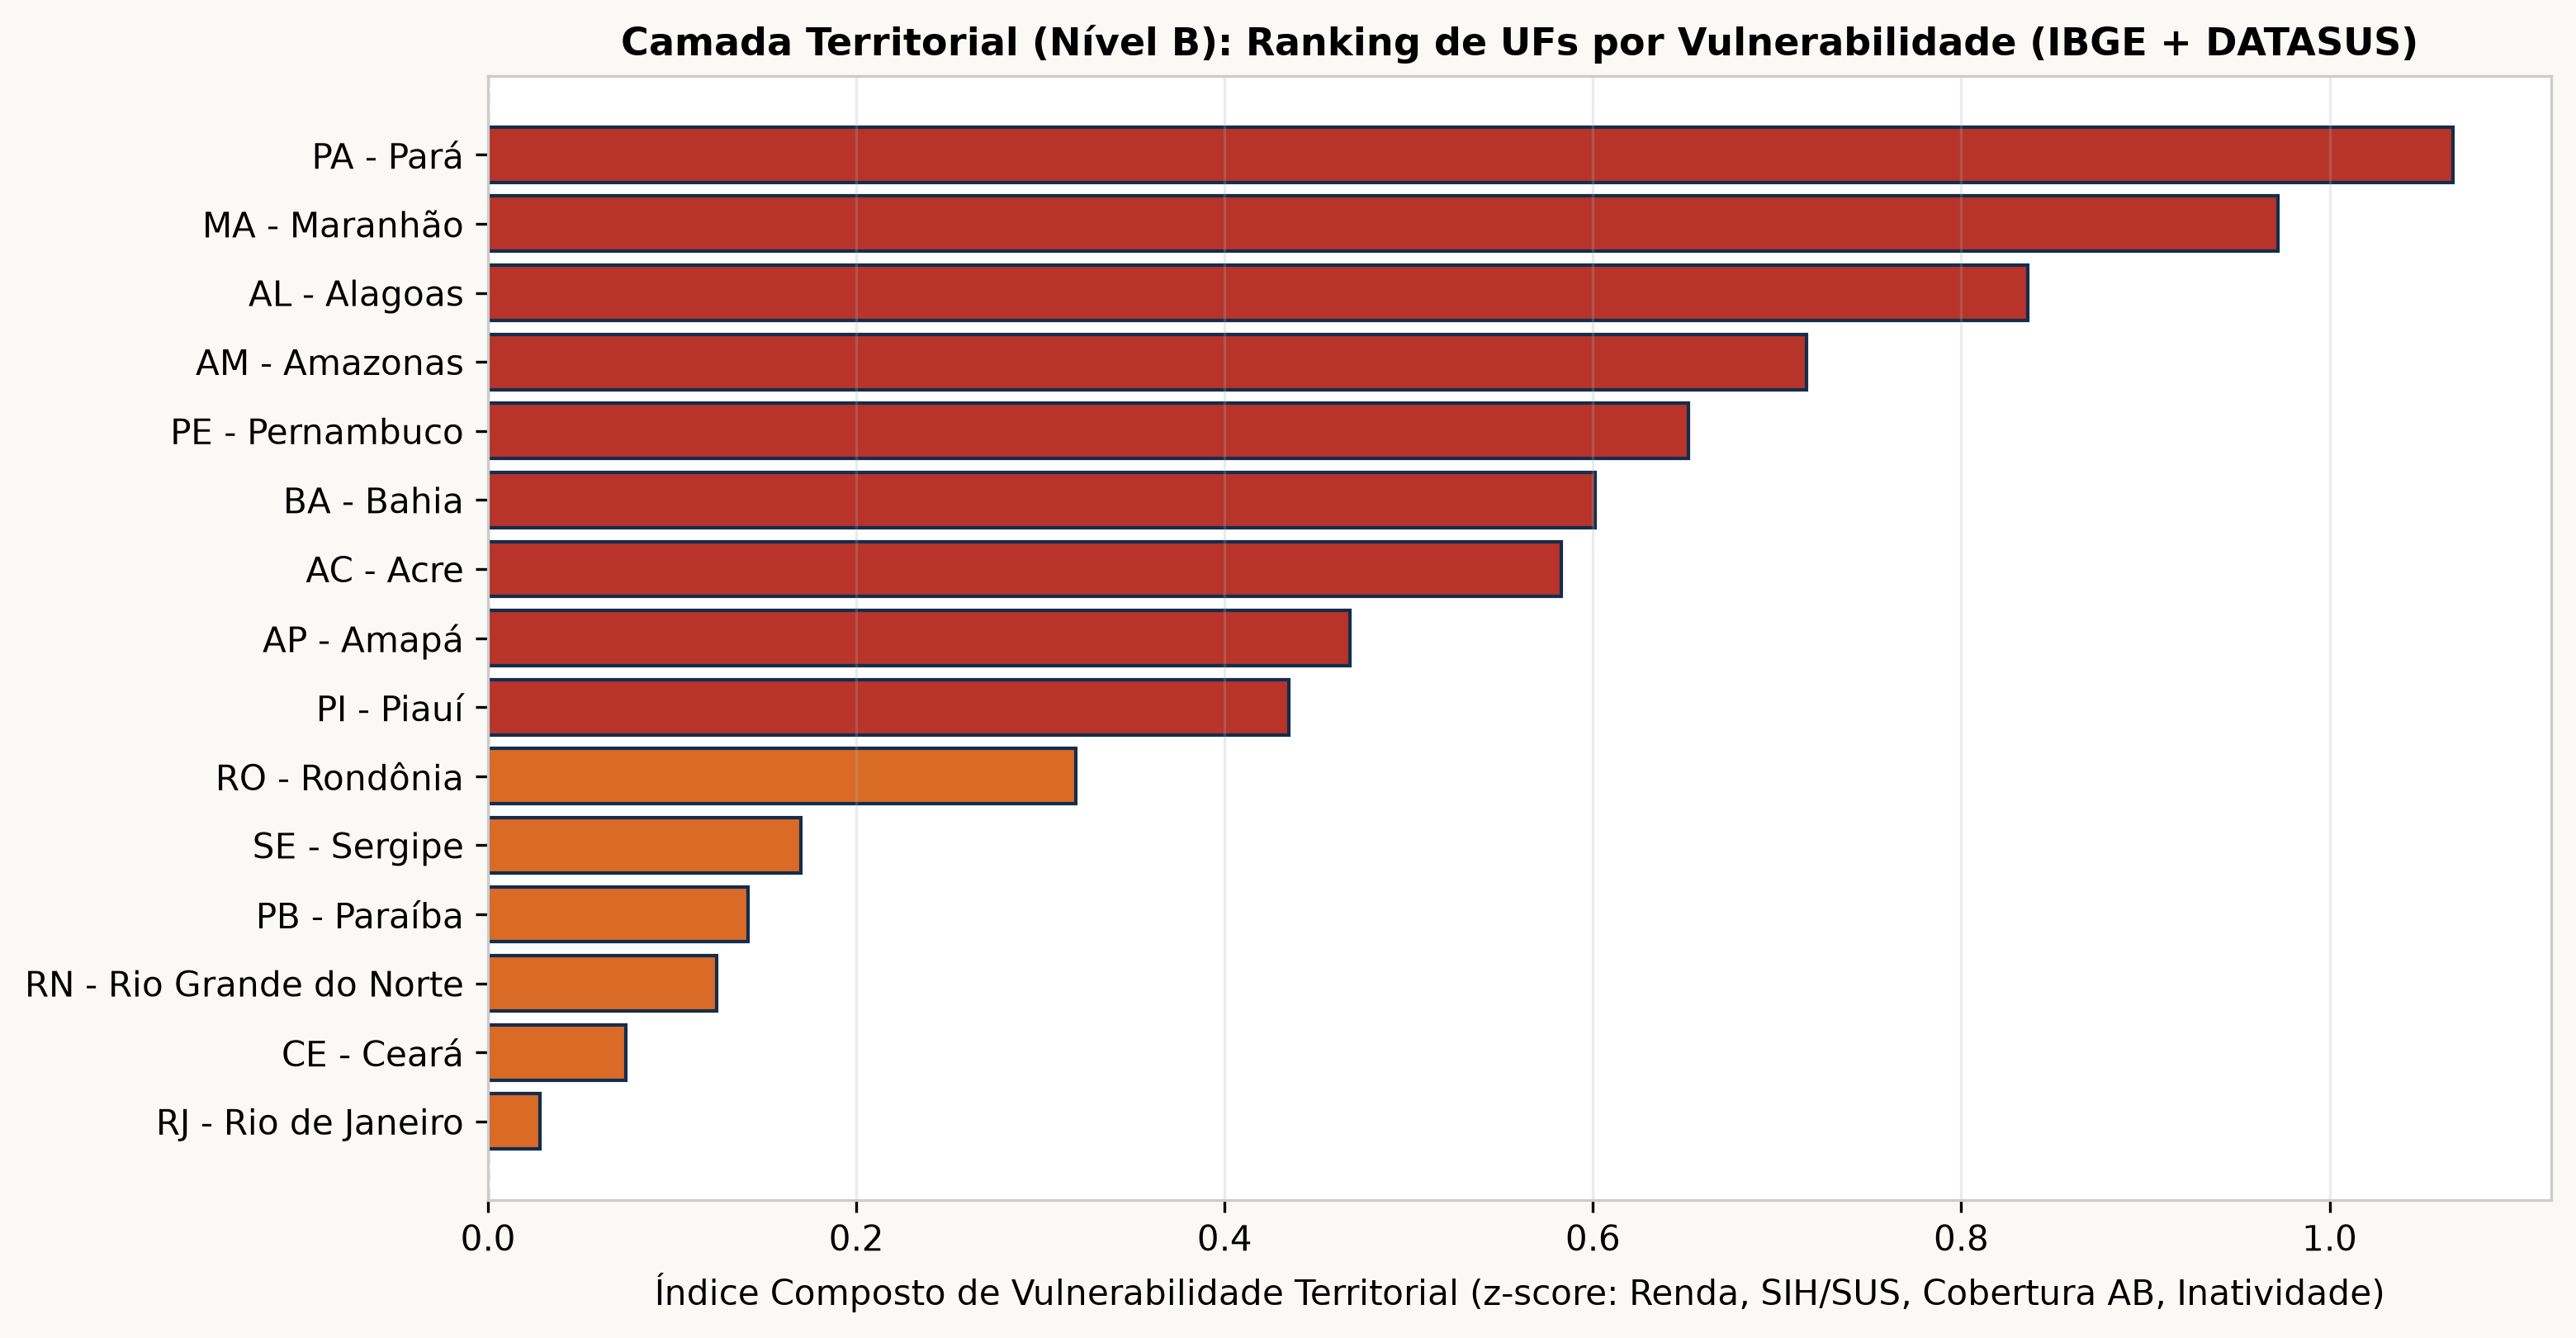 Camada Territorial (Nível B): Ranking de UFs por Vulnerabilidade (IBGE + DATASUS)
PA - Pará
MA - Maranhão
AL - Alagoas
AM - Amazonas
PE - Pernambuco
BA - Bahia
AC - Acre
AP - Amapá
PI - Piauí
RO - Rondônia
SE - Sergipe
PB - Paraíba
RN - Rio Grande do Norte
CE - Ceará
RJ - Rio de Janeiro
0.0 0.2 0.4 0.6 0.8 1.0
Índice Composto de Vulnerabilidade Territorial (z-score: Renda, SIH/SUS, Cobertura AB, Inatividade)